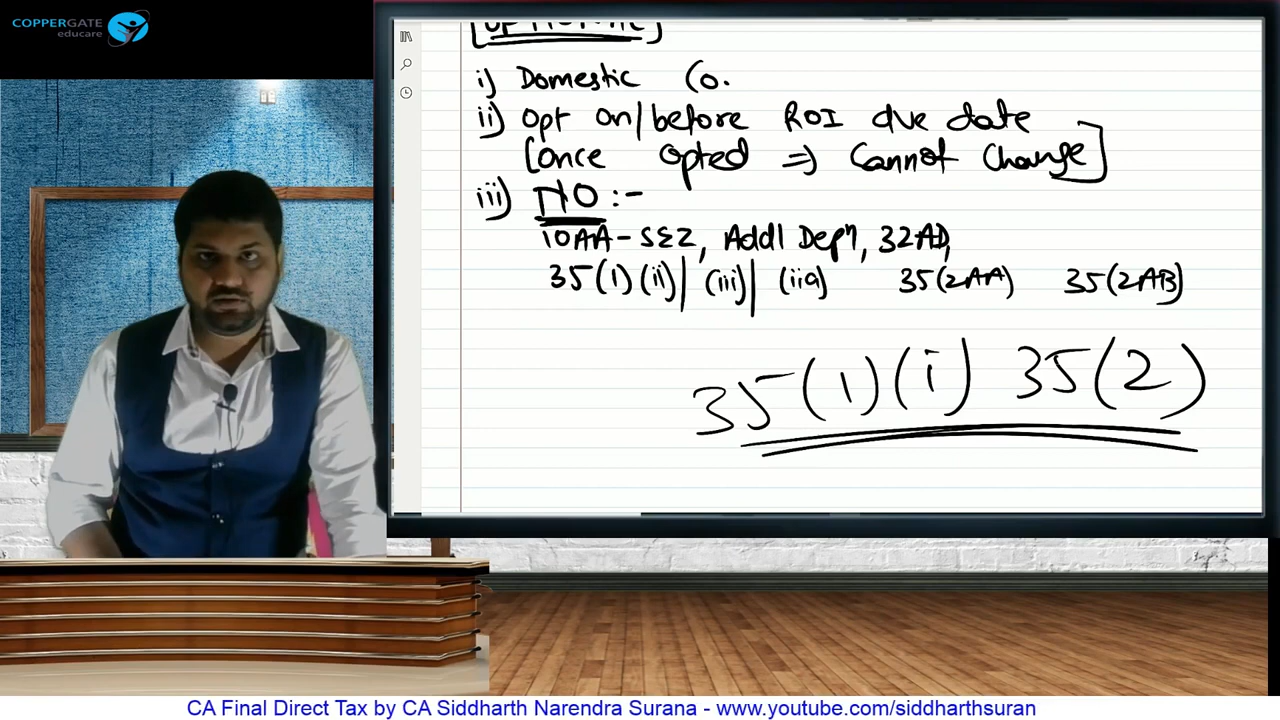 COPPERGATE
educare
[OPTIONAL]
i) Domestic Co.
ii) Opt on/before ROI due date
[once opted => cannot change]
iii) NO :-
10AA - SEZ, Addl Depn, 32AD,
35(1)(ii) | (iii) | (iia) 35(2AA) 35(2AB)
35(1)(i) 35(2)
CA Final Direct Tax by CA Siddharth Narendra Surana - www.youtube.com/siddharthsuran